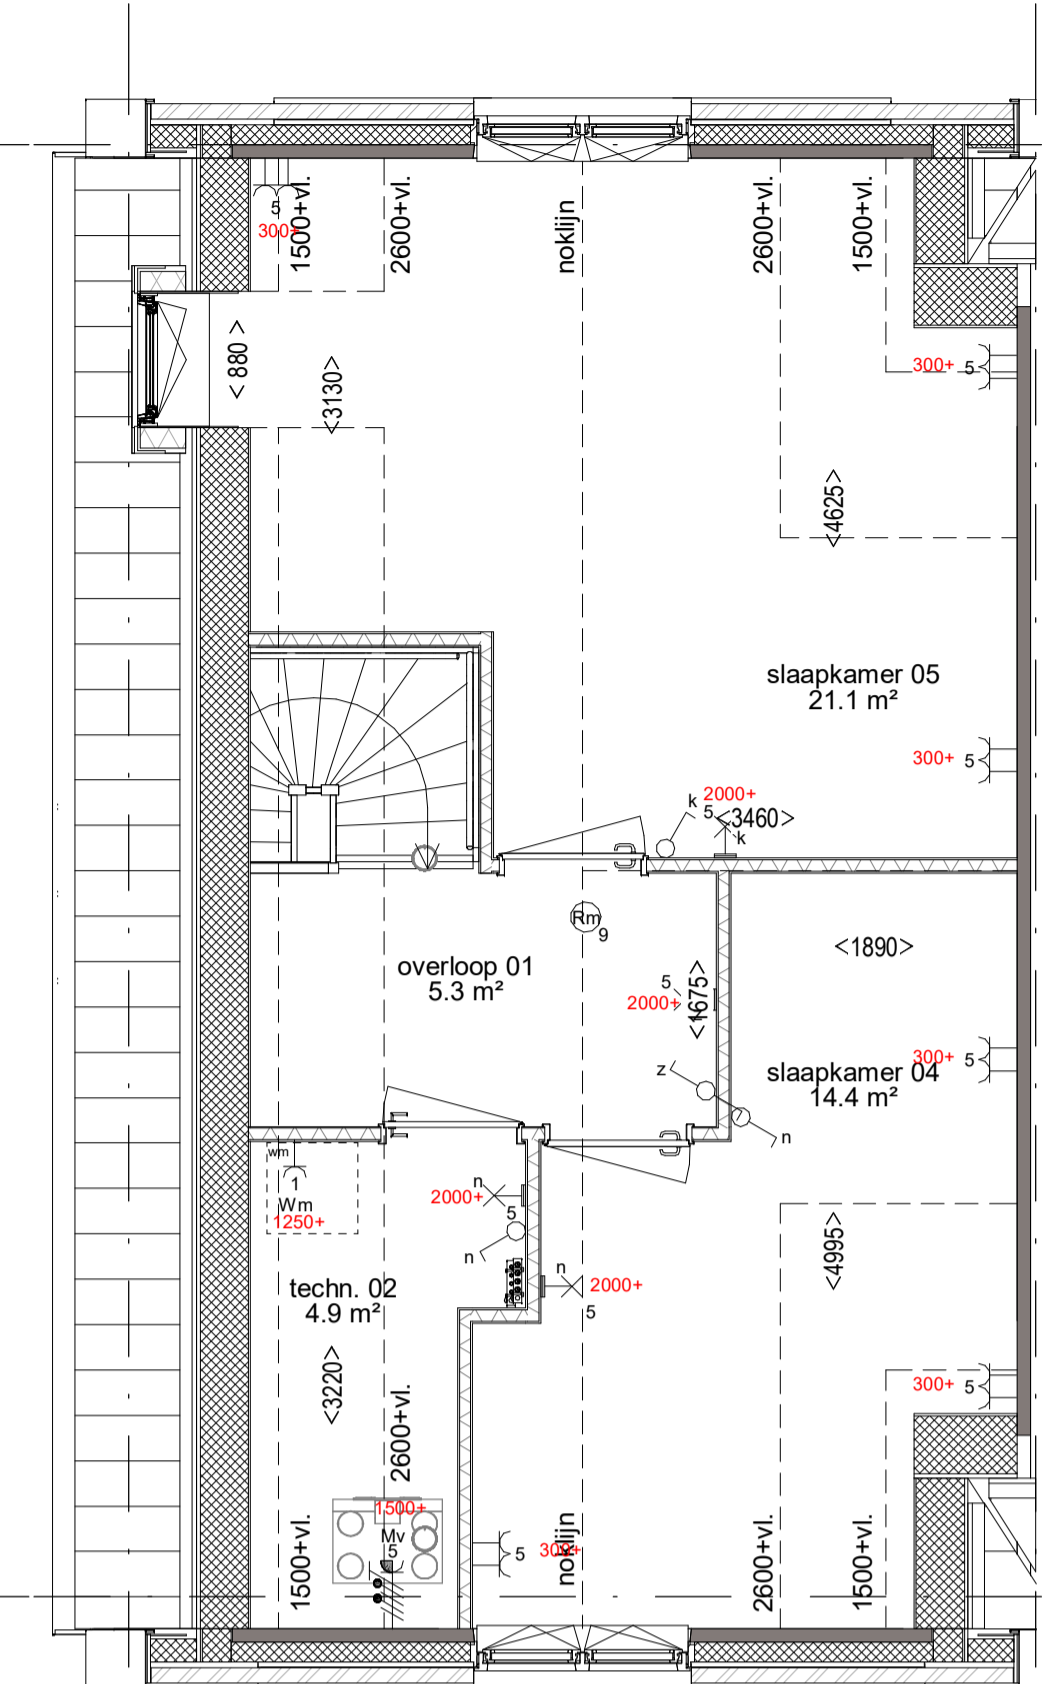 1500+vl.
2600+vl.
noklijn
2600+vl.
1500+vl.
5
300+
< 880 >
<3130>
300+
5
<4625>
slaapkamer 05
21.1 m²
300+
5
k
2000+
5
<3460>
k
Rm
9
overloop 01
5.3 m²
<1890>
5
2000+
<1675>
z
300+
5
slaapkamer 04
14.4 m²
n
wm
1
Wm
1250+
n
2000+
5
n
n
2000+
5
techn. 02
4.9 m²
<4995>
<3220>
300+
5
1500+vl.
2600+vl.
1500+
Mv
5
5
300+
noklijn
2600+vl.
1500+vl.